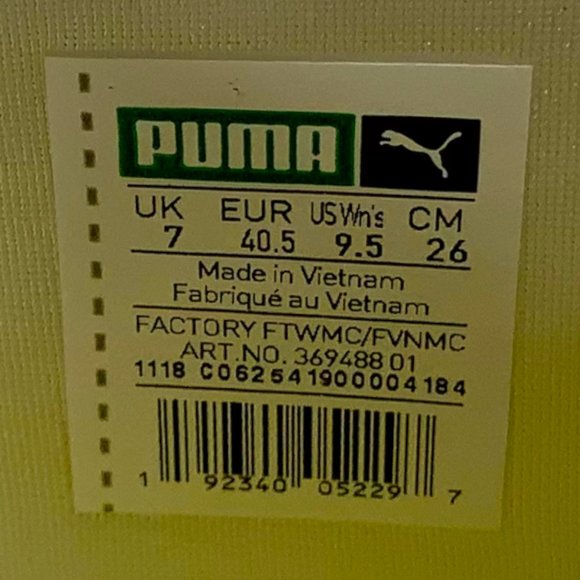 PUMA
UK EUR US Wn's CM
7 40.5 9.5 26
Made in Vietnam
Fabriqué au Vietnam
FACTORY FTWMC/FVNMC
ART.NO. 369488 01
1118 C062541900004184
1 92340 05229 7